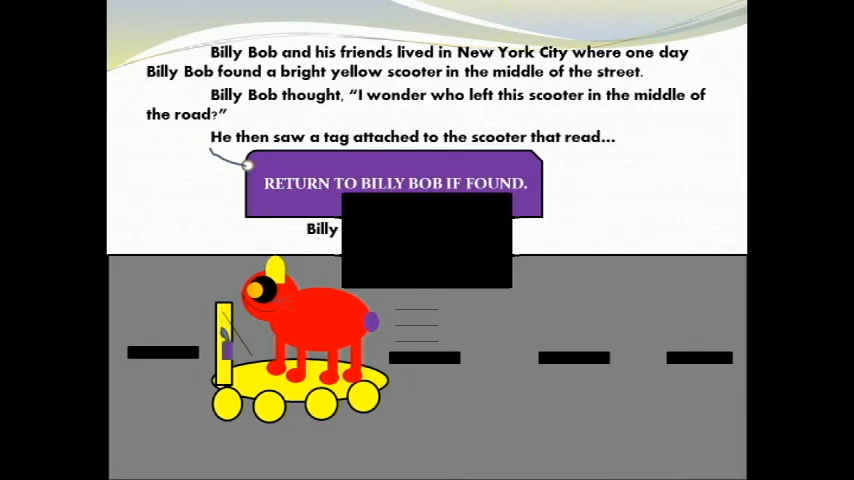 Billy Bob and his friends lived in New York City where one day
Billy Bob found a bright yellow scooter in the middle of the street.
Billy Bob thought, “I wonder who left this scooter in the middle of
the road?”
He then saw a tag attached to the scooter that read...
RETURN TO BILLY BOB IF FOUND.
Billy